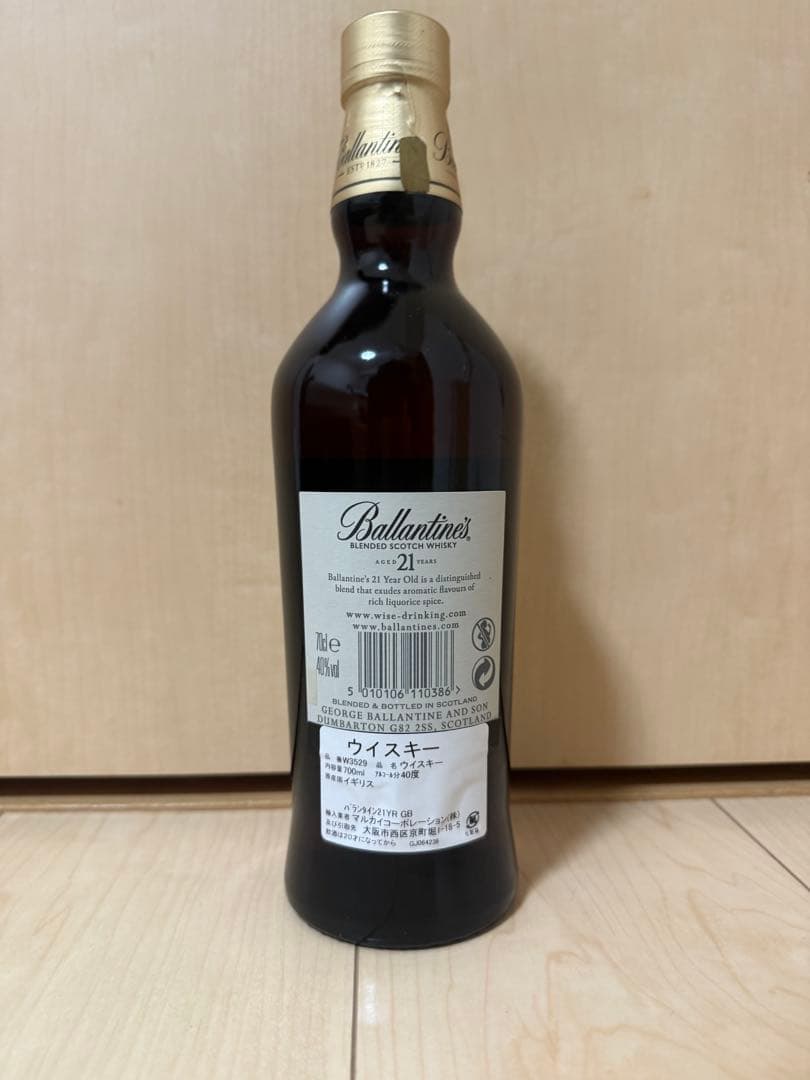 Ballantin
ESTD 1827
B
Ballantine's
BLENDED SCOTCH WHISKY
AGED 21 YEARS
Ballantine's 21 Year Old is a distinguished
blend that exudes aromatic flavours of
rich liquorice spice.
www.wise-drinking.com
www.ballantines.com
70cl e
40%vol
5 010106 110386 >
BLENDED & BOTTLED IN SCOTLAND
GEORGE BALLANTINE AND SON
DUMBARTON G82 2SS, SCOTLAND
ウイスキー
品 番W3529 品 名 ウイスキー
内容量700ml ｱﾙｺｰﾙ分40度
原産国イギリス
ﾊﾞﾗﾝﾀｲﾝ21YR GB
輸入業者 マルカイコーポレーション(株)
及び引取先 大阪市西区京町堀1-18-5
飲酒は20才になってから GJ064238